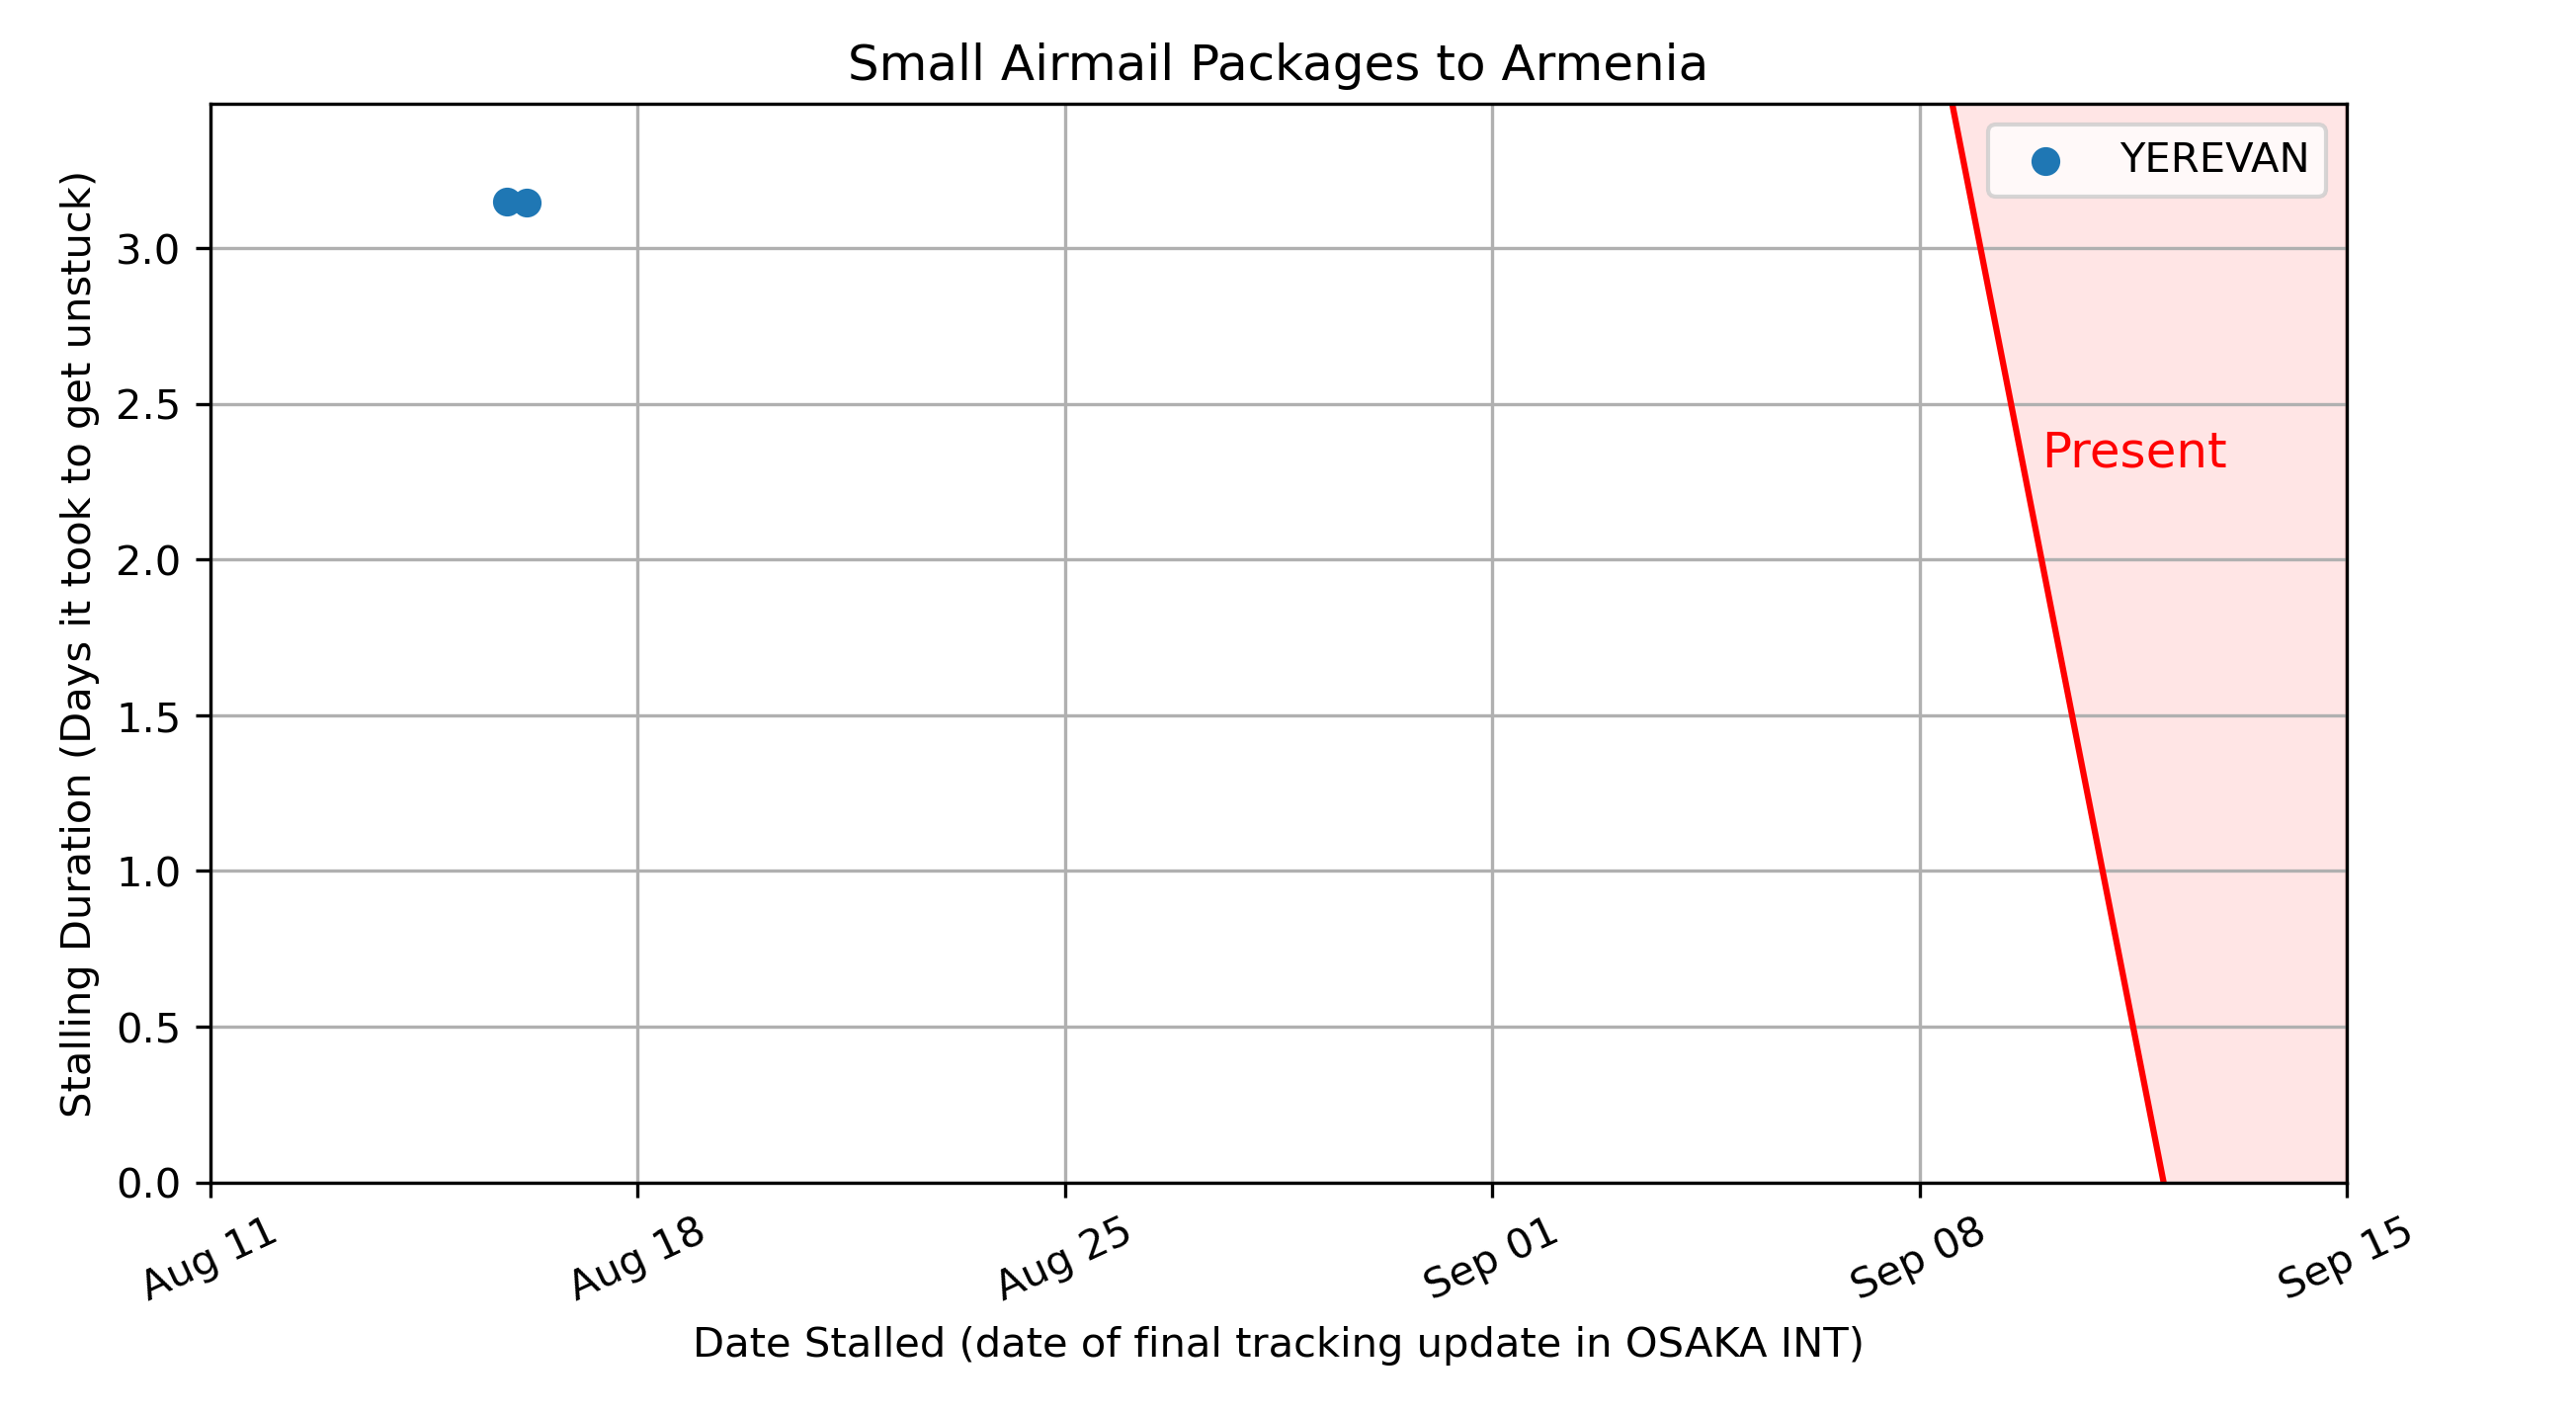 Small Airmail Packages to Armenia
YEREVAN
Present
Stalling Duration (Days it took to get unstuck)
3.0
2.5
2.0
1.5
1.0
0.5
0.0
Aug 11
Aug 18
Aug 25
Sep 01
Sep 08
Sep 15
Date Stalled (date of final tracking update in OSAKA INT)